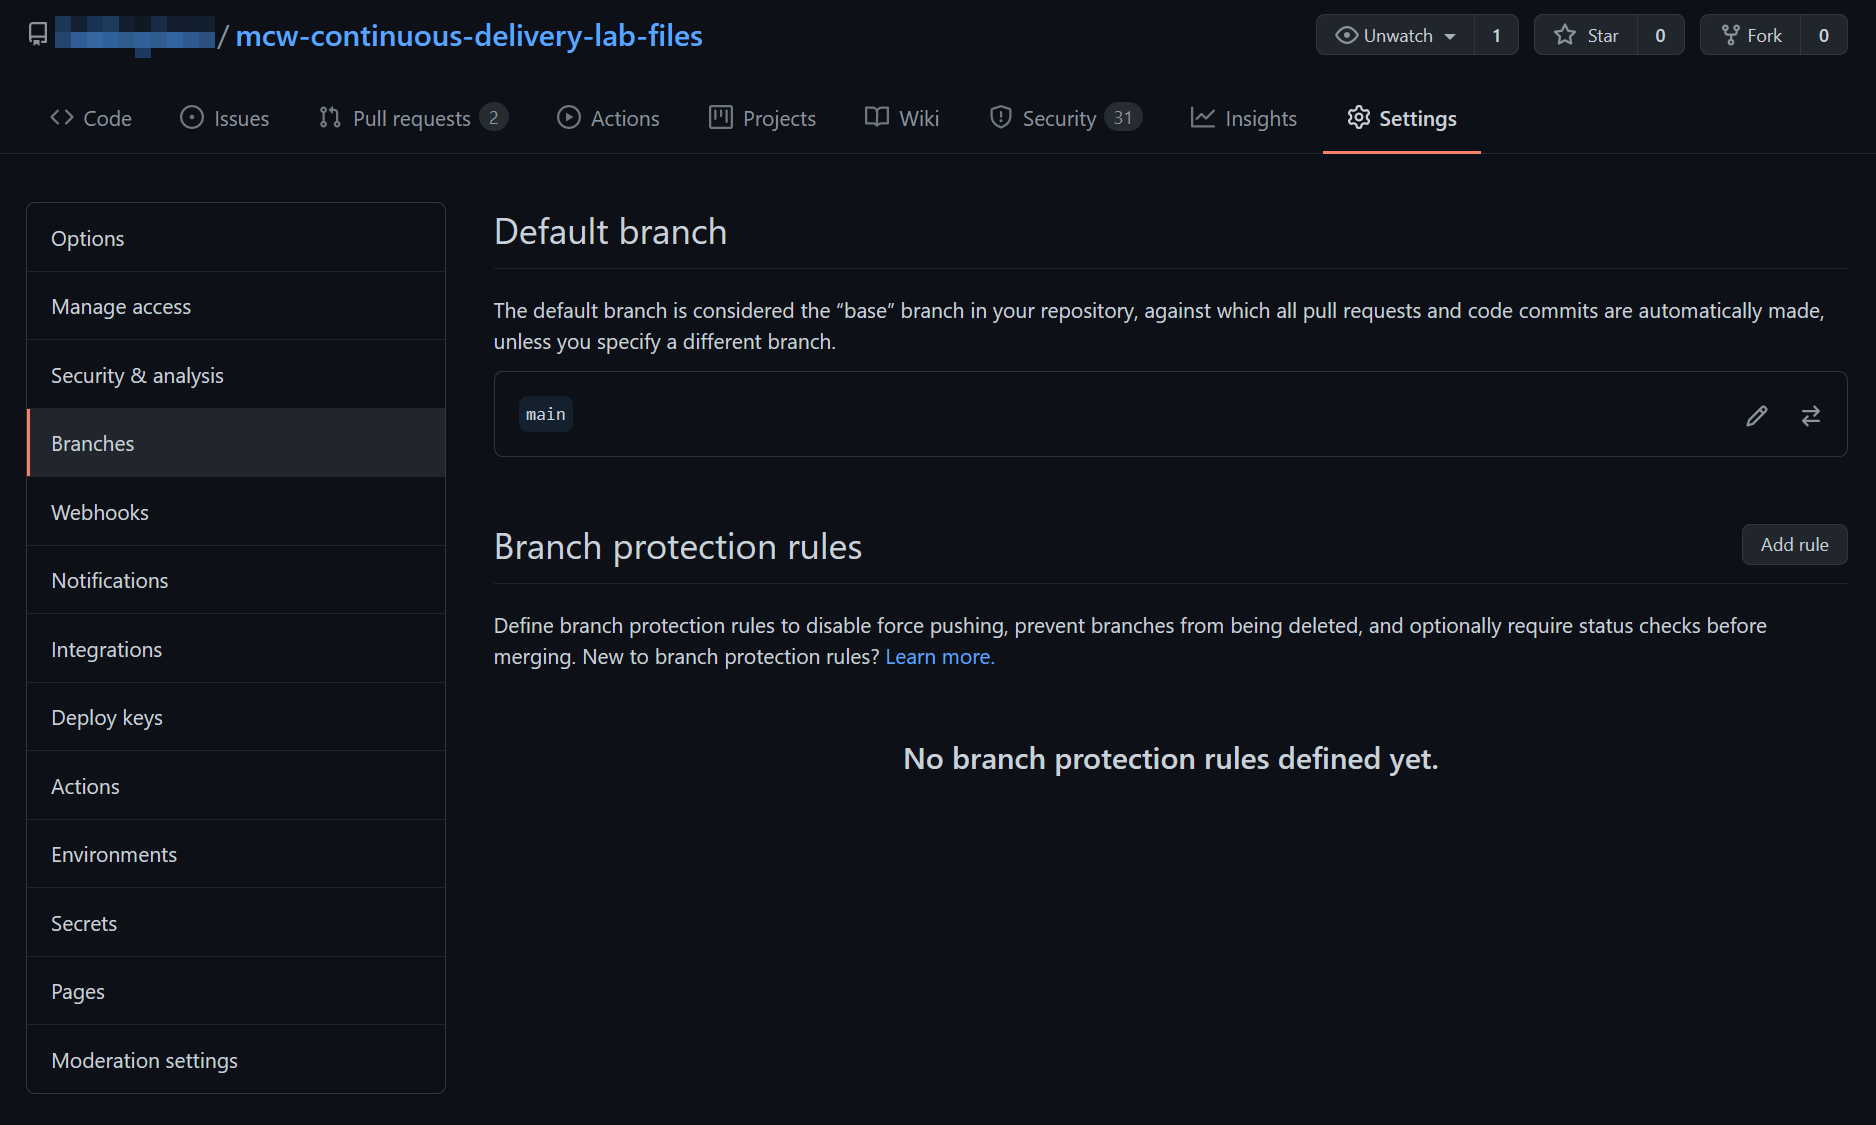 / mcw-continuous-delivery-lab-files
Unwatch 1 Star 0 Fork 0
Code Issues Pull requests 2 Actions Projects Wiki Security 31 Insights Settings
Options
Manage access
Security & analysis
Branches
Webhooks
Notifications
Integrations
Deploy keys
Actions
Environments
Secrets
Pages
Moderation settings
Default branch
The default branch is considered the “base” branch in your repository, against which all pull requests and code commits are automatically made,
unless you specify a different branch.
main
Branch protection rules
Add rule
Define branch protection rules to disable force pushing, prevent branches from being deleted, and optionally require status checks before
merging. New to branch protection rules? Learn more.
No branch protection rules defined yet.